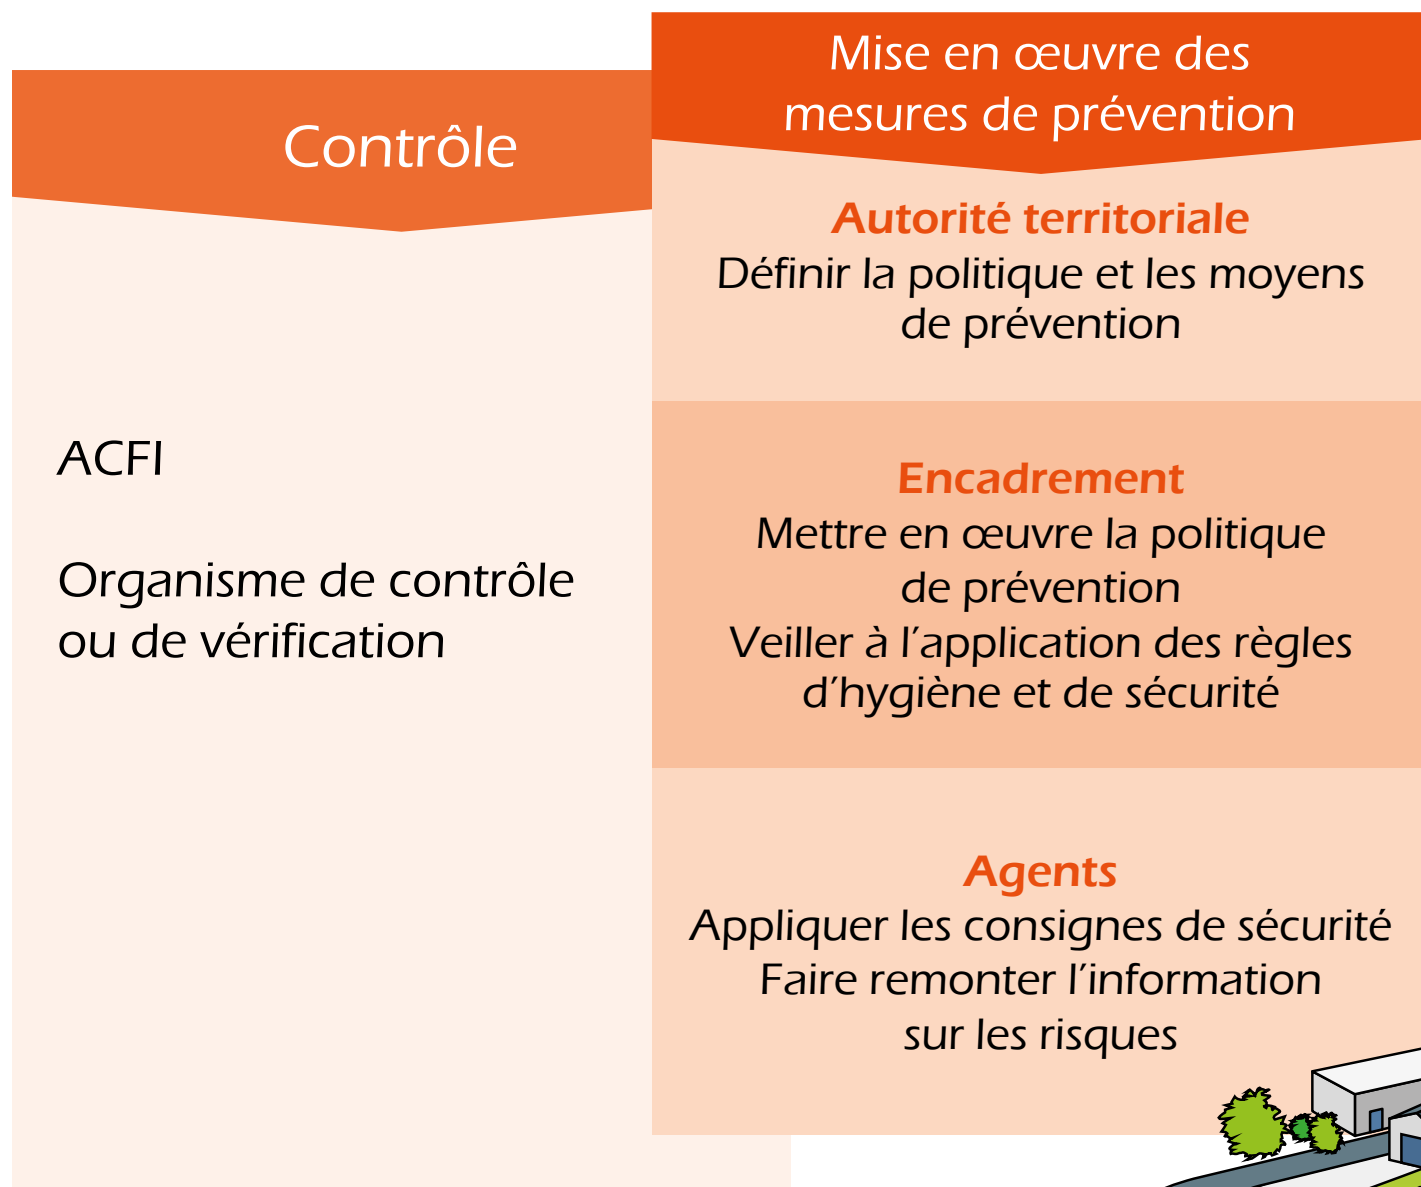 Contrôle
ACFI
Organisme de contrôle
ou de vérification
Mise en œuvre des
mesures de prévention
Autorité territoriale
Définir la politique et les moyens
de prévention
Encadrement
Mettre en œuvre la politique
de prévention
Veiller à l’application des règles
d’hygiène et de sécurité
Agents
Appliquer les consignes de sécurité
Faire remonter l’information
sur les risques